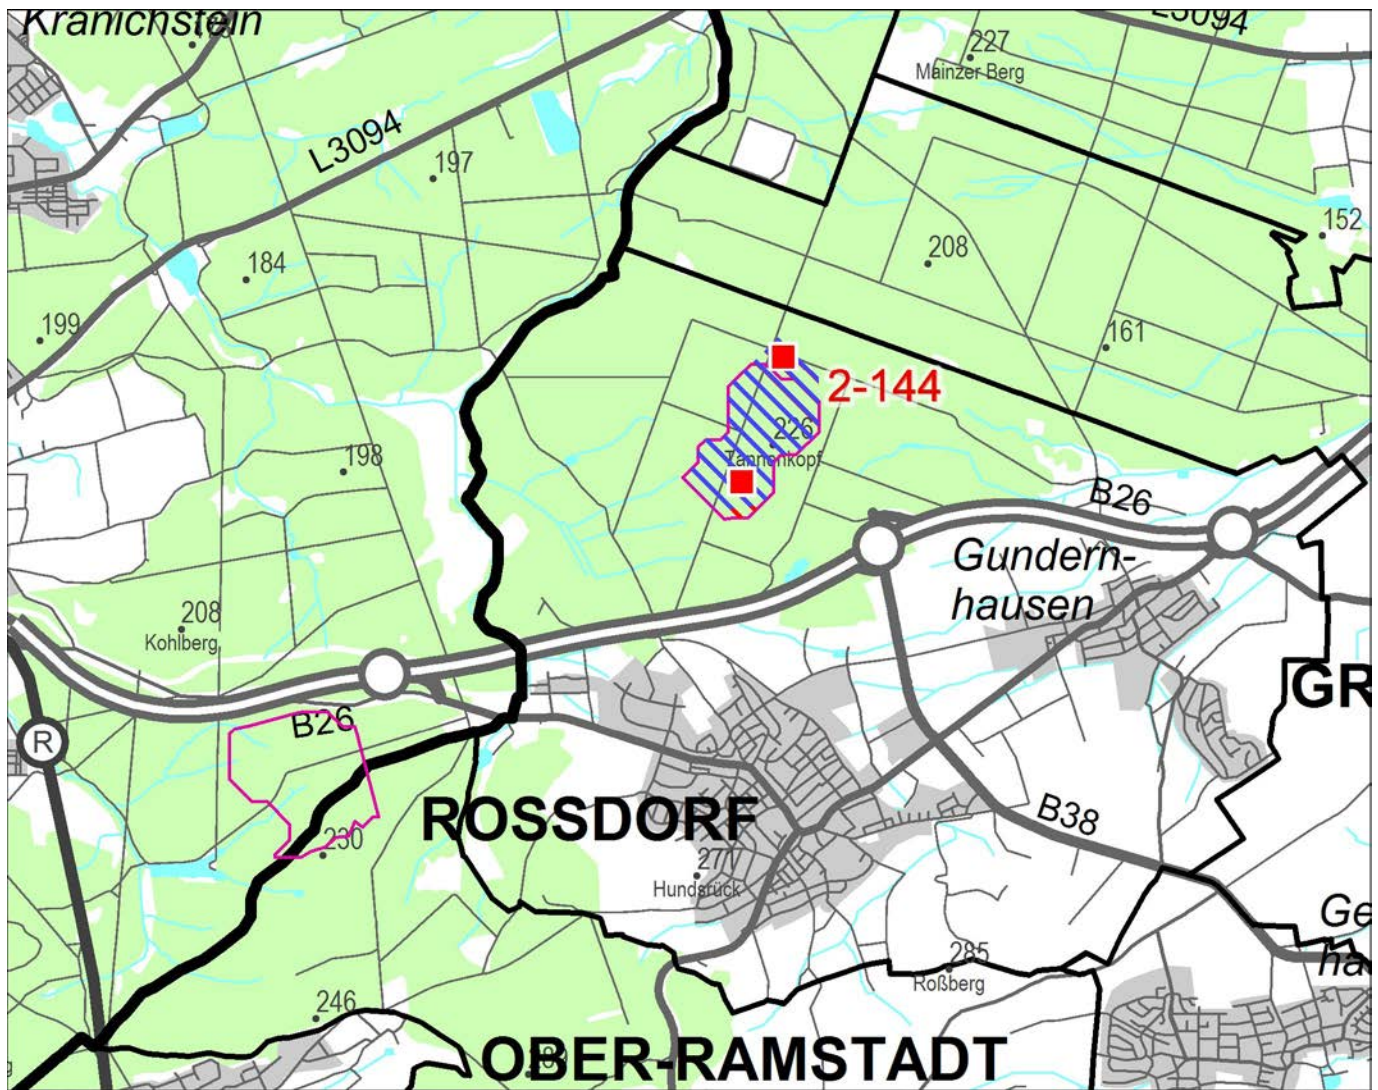 Kranichstein
L3094
227
Mainzer Berg
L3094
197
152
208
184
199
161
2-144
226
Tannenkopf
198
B26
Gundern-
hausen
208
Kohlberg
GR
B26
R
ROSSDORF
B38
230
271
Hundsrück
Ge
ha
285
Roßberg
246
OBER-RAMSTADT